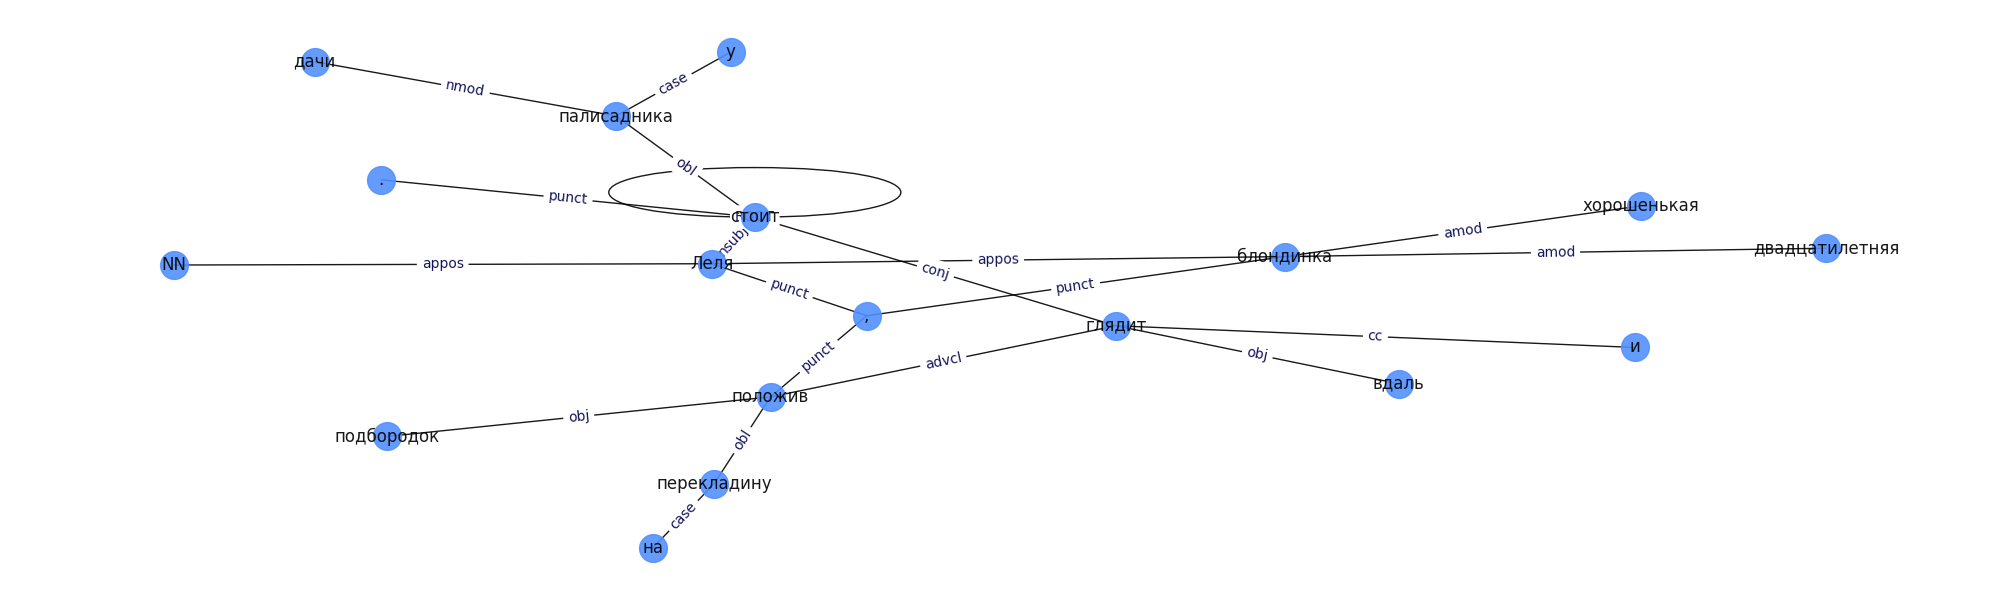 у
case
дачи
nmod
палисадника
obl
.
punct
стоит
nsubj
хорошенькая
amod
двадцатилетняя
amod
блондинка
appos
Леля
appos
NN
conj
punct
punct
,
глядит
cc
и
obj
вдаль
punct
advcl
положив
obj
подбородок
obl
перекладину
case
на